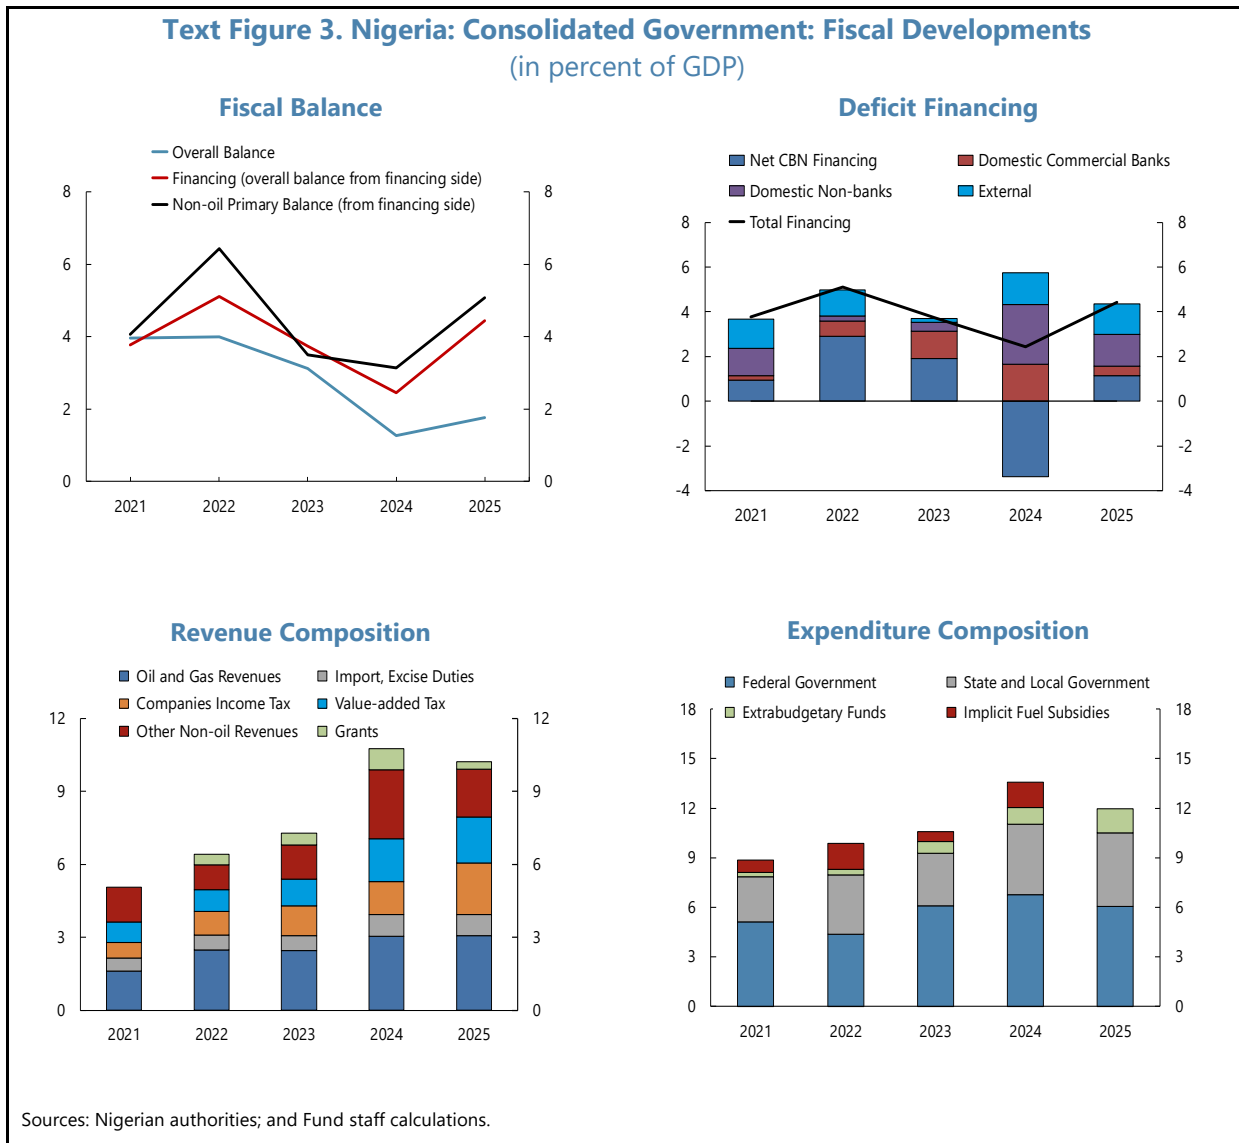 Text Figure 3. Nigeria: Consolidated Government: Fiscal Developments
(in percent of GDP)
Fiscal Balance
Overall Balance
Financing (overall balance from financing side)
Non-oil Primary Balance (from financing side)
8 8
6 6
4 4
2 2
0 0
2021 2022 2023 2024 2025
Deficit Financing
Net CBN Financing Domestic Commercial Banks
Domestic Non-banks External
Total Financing
8 8
6 6
4 4
2 2
0 0
-2 -2
-4 -4
2021 2022 2023 2024 2025
Revenue Composition
Oil and Gas Revenues Import, Excise Duties
Companies Income Tax Value-added Tax
Other Non-oil Revenues Grants
12 12
9 9
6 6
3 3
0 0
2021 2022 2023 2024 2025
Expenditure Composition
Federal Government State and Local Government
Extrabudgetary Funds Implicit Fuel Subsidies
18 18
15 15
12 12
9 9
6 6
3 3
0 0
2021 2022 2023 2024 2025
Sources: Nigerian authorities; and Fund staff calculations.